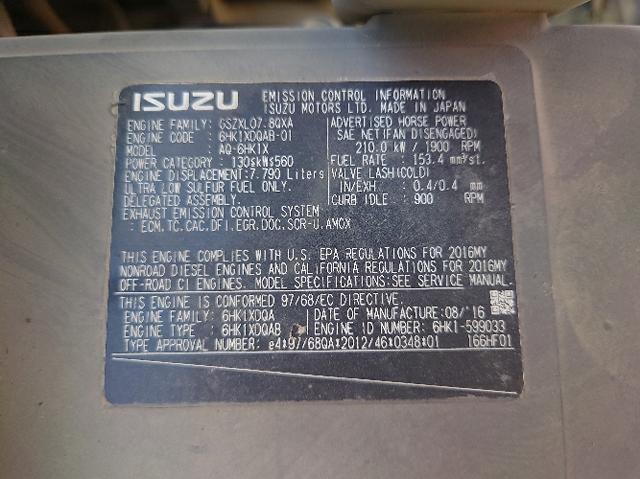 ISUZU EMISSION CONTROL INFORMATION
ISUZU MOTORS LTD. MADE IN JAPAN
ENGINE FAMILY: GSZXL07.8QXA
ENGINE CODE: 6HK1XDQAB-01
MODEL AQ-6HK1X
POWER CATEGORY : 130≤kW≤560
ENGINE DISPLACEMENT:7.790 Liters
ULTRA LOW SULFUR FUEL ONLY.
DELEGATED ASSEMBLY.
EXHAUST EMISSION CONTROL SYSTEM
: ECM,TC,CAC,DFI,EGR,DOC,SCR-U,AMOX
ADVERTISED HORSE POWER
SAE NET(FAN DISENGAGED)
210.0 kW / 1900 RPM
FUEL RATE : 153.4 mm³/st.
VALVE LASH(COLD)
IN/EXH : 0.4/0.4 mm
CURB IDLE : 900 RPM
THIS ENGINE COMPLIES WITH U.S. EPA REGULATIONS FOR 2016MY
NONROAD DIESEL ENGINES AND CALIFORNIA REGULATIONS FOR 2016MY
OFF-ROAD CI ENGINES. FULL SPECIFICATIONS:SEE SERVICE MANUAL.
THIS ENGINE IS CONFORMED 97/68/EC DIRECTIVE.
ENGINE FAMILY : 6HK1XDQA DATE OF MANUFACTURE:08/'16
ENGINE TYPE : 6HK1XDQAB ENGINE ID NUMBER: 6HK1-599033
TYPE APPROVAL NUMBER: e4*97/68QA*2012/46*0348*01 166HF01